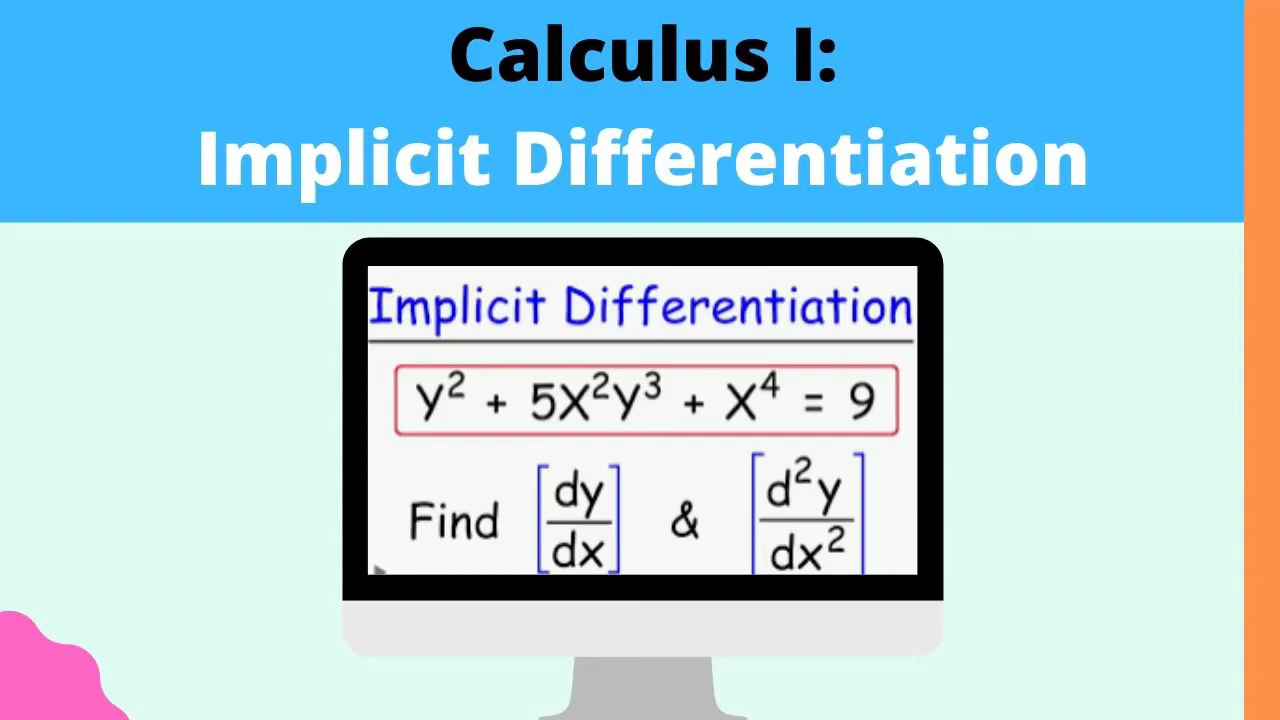 Calculus I:
Implicit Differentiation
Implicit Differentiation
Y² + 5X²Y³ + X⁴ = 9
Find [dy/dx] & [d²y/dx²]